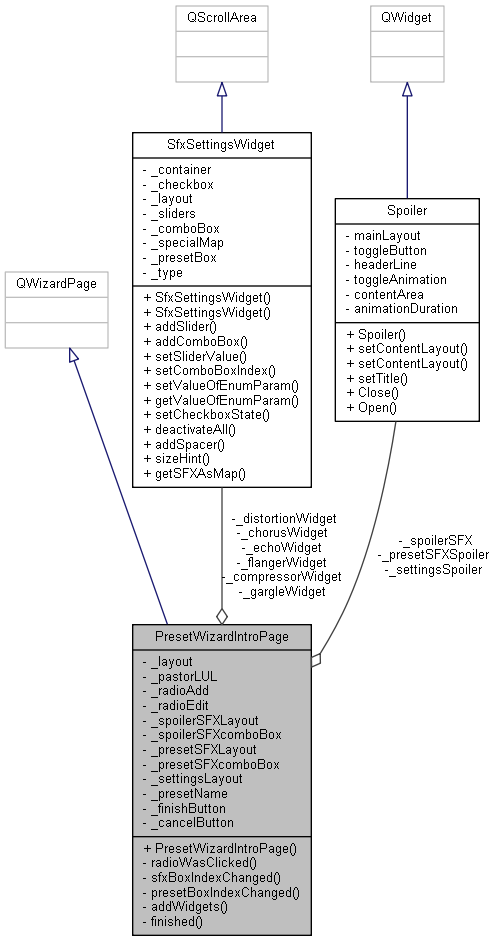 QScrollArea
QWidget
SfxSettingsWidget
- _container
- _checkbox
- _layout
- _sliders
- _comboBox
- _specialMap
- _presetBox
- _type
+ SfxSettingsWidget()
+ SfxSettingsWidget()
+ addSlider()
+ addComboBox()
+ setSliderValue()
+ setComboBoxIndex()
+ setValueOfEnumParam()
+ getValueOfEnumParam()
+ setCheckboxState()
+ deactivateAll()
+ addSpacer()
+ sizeHint()
+ getSFXAsMap()
Spoiler
- mainLayout
- toggleButton
- headerLine
- toggleAnimation
- contentArea
- animationDuration
+ Spoiler()
+ setContentLayout()
+ setContentLayout()
+ setTitle()
+ Close()
+ Open()
QWizardPage
-_distortionWidget
-_chorusWidget
-_echoWidget
-_flangerWidget
-_compressorWidget
-_gargleWidget
-_spoilerSFX
-_presetSFXSpoiler
-_settingsSpoiler
PresetWizardIntroPage
- _layout
- _pastorLUL
- _radioAdd
- _radioEdit
- _spoilerSFXLayout
- _spoilerSFXcomboBox
- _presetSFXLayout
- _presetSFXcomboBox
- _settingsLayout
- _presetName
- _finishButton
- _cancelButton
+ PresetWizardIntroPage()
- radioWasClicked()
- sfxBoxIndexChanged()
- presetBoxIndexChanged()
- addWidgets()
- finished()